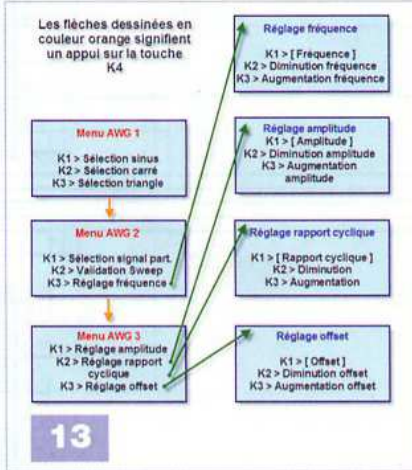 Les flèches dessinées en
couleur orange signifient
un appui sur la touche
K4
Menu AWG 1
K1 > Sélection sinus
K2 > Sélection carré
K3 > Sélection triangle
Menu AWG 2
K1 > Sélection signal part.
K2 > Validation Sweep
K3 > Réglage fréquence
Menu AWG 3
K1 > Réglage amplitude
K2 > Réglage rapport
cyclique
K3 > Réglage offset
Réglage fréquence
K1 > [ Fréquence ]
K2 > Diminution fréquence
K3 > Augmentation fréquence
Réglage amplitude
K1 > [ Amplitude ]
K2 > Diminution amplitude
K3 > Augmentation
amplitude
Réglage rapport cyclique
K1 > [ Rapport cyclique ]
K2 > Diminution
K3 > Augmentation
Réglage offset
K1 > [ Offset ]
K2 > Diminution offset
K3 > Augmentation offset
13